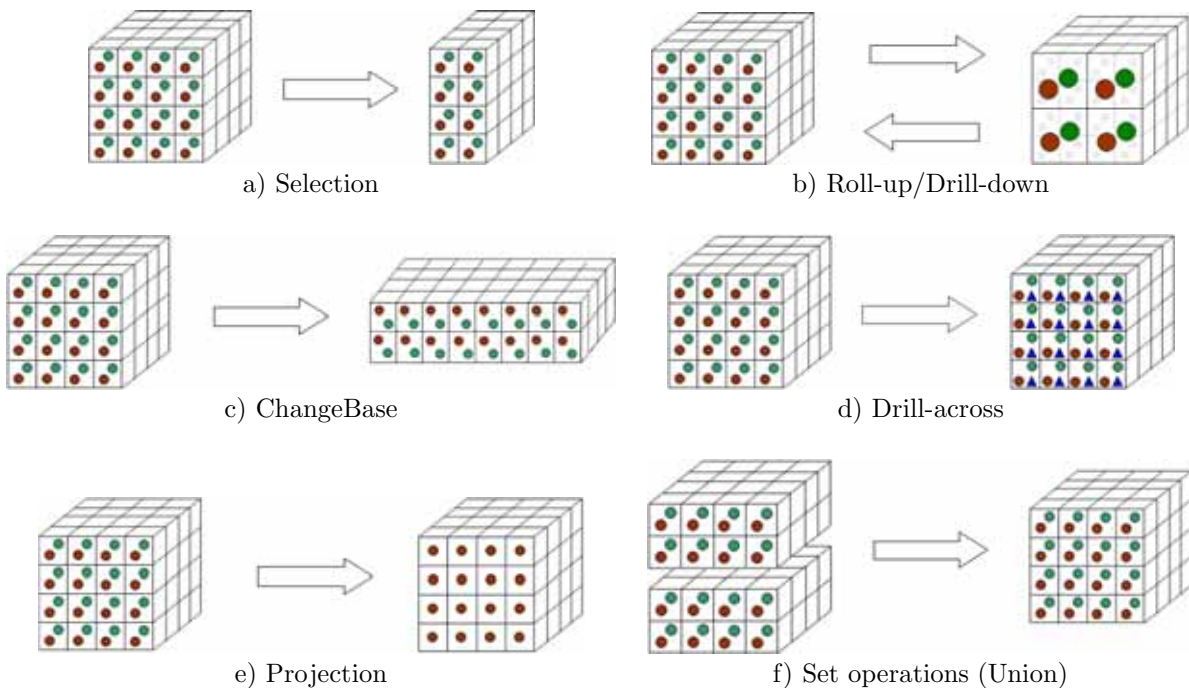 a) Selection
b) Roll-up/Drill-down
c) ChangeBase
d) Drill-across
e) Projection
f) Set operations (Union)